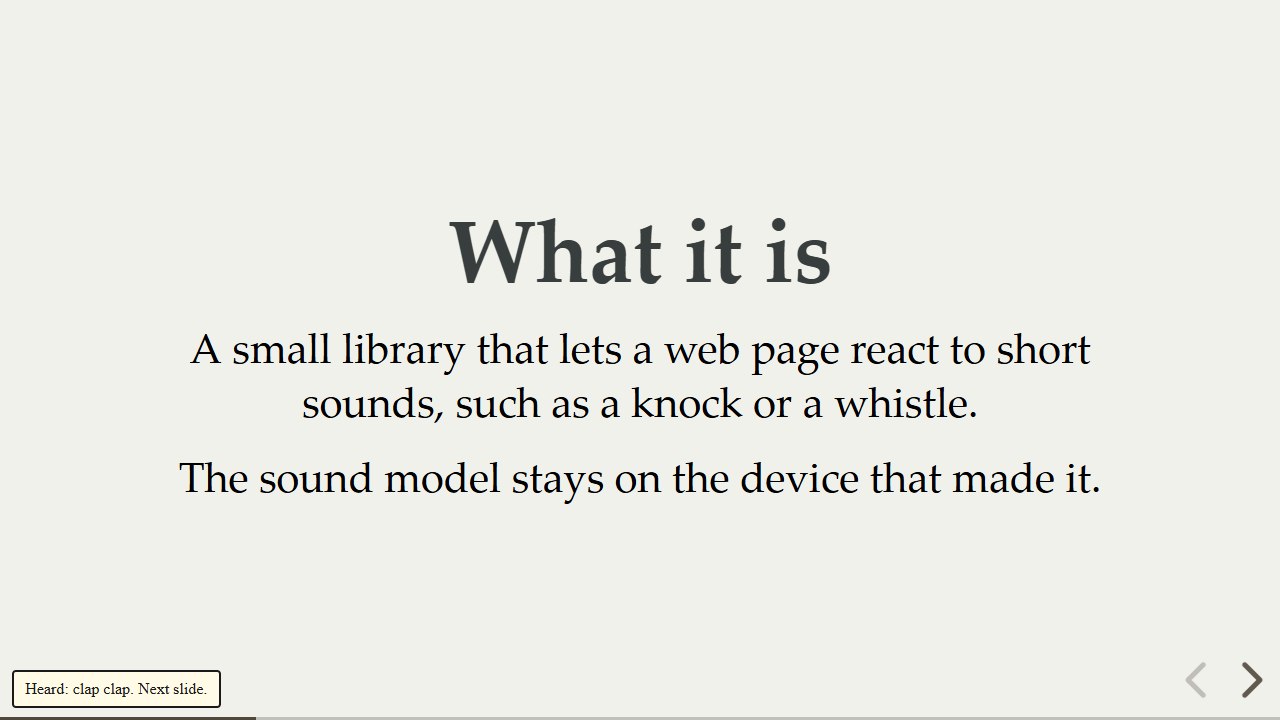 What it is
A small library that lets a web page react to short
sounds, such as a knock or a whistle.
The sound model stays on the device that made it.
Heard: clap clap. Next slide.